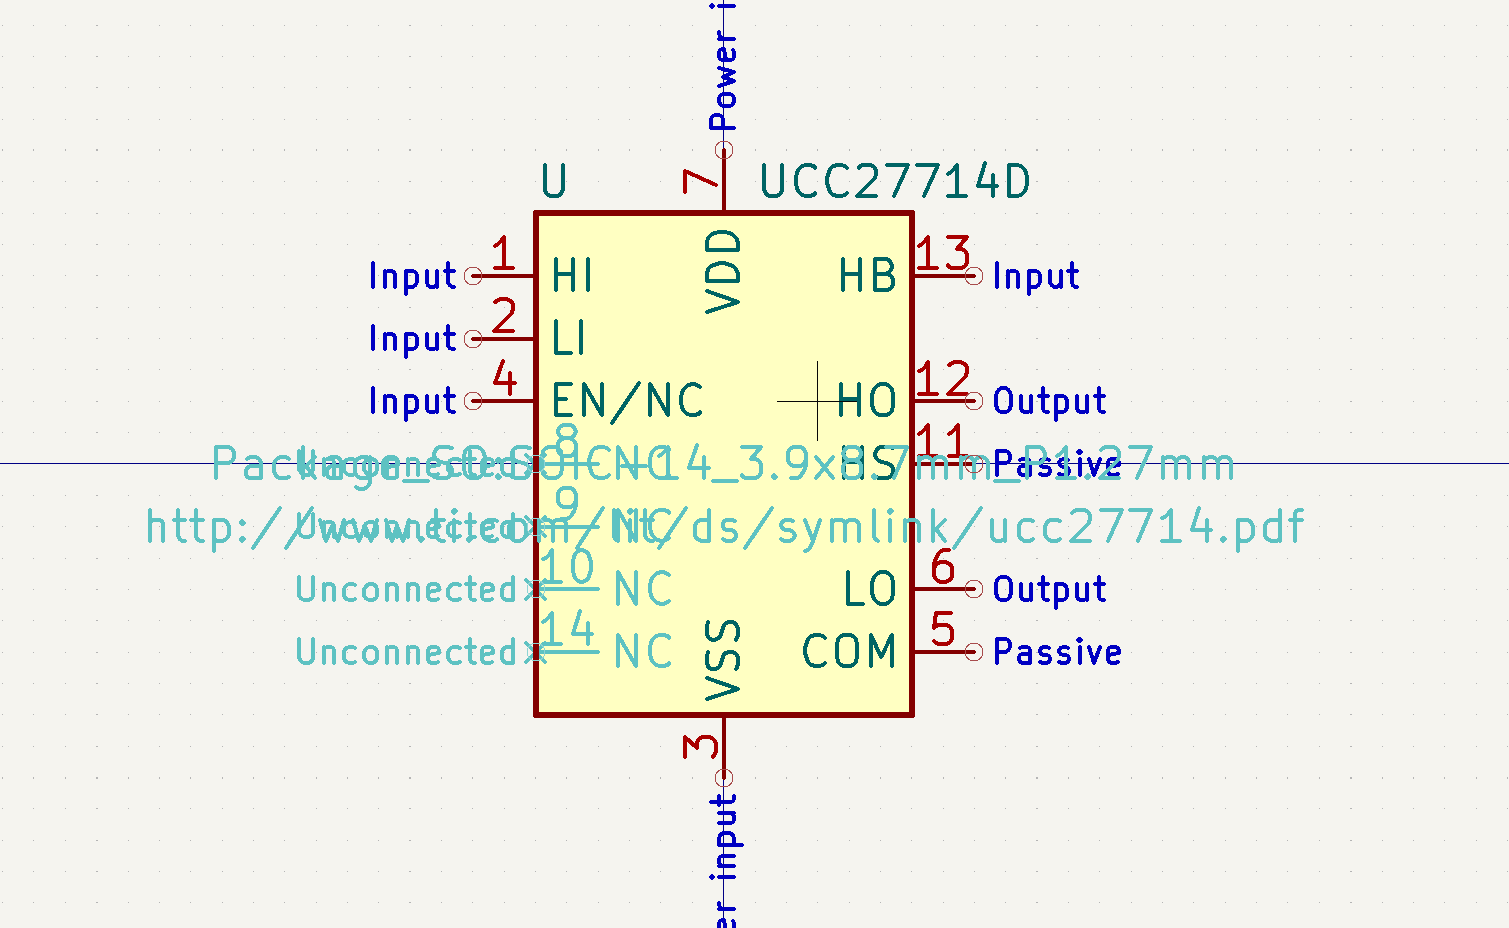 Power i
U 7 UCC27714D
VDD
Input 1 HI HB 13 Input
Input 2 LI
Input 4 EN/NC HO 12 Output
Unconnected 8 NC HS 11 Passive
Package_SO:SOIC-14_3.9x8.7mm_P1.27mm
Unconnected 9 NC
http://www.ti.com/lit/ds/symlink/ucc27714.pdf
Unconnected 10 NC LO 6 Output
Unconnected 14 NC COM 5 Passive
VSS
3
er input